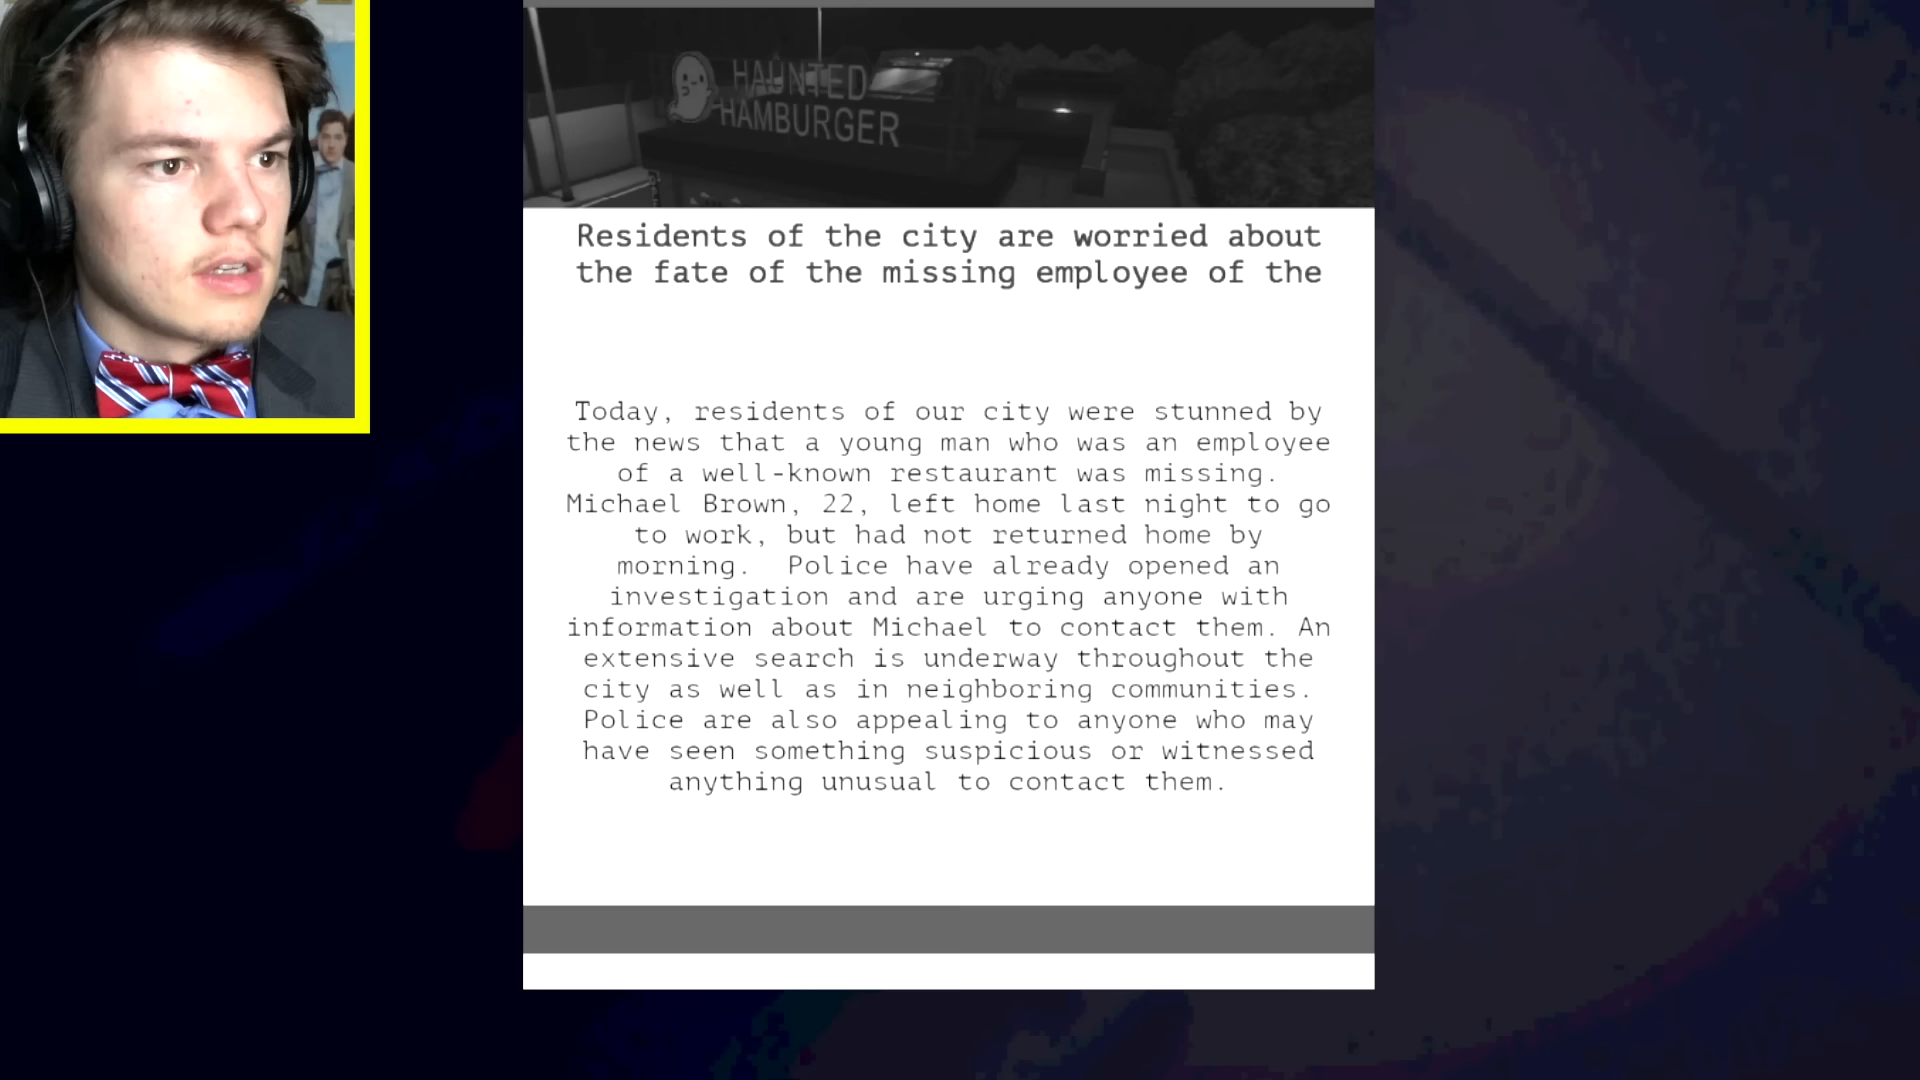 HAUNTED
HAMBURGER
Residents of the city are worried about
the fate of the missing employee of the
Today, residents of our city were stunned by
the news that a young man who was an employee
of a well-known restaurant was missing.
Michael Brown, 22, left home last night to go
to work, but had not returned home by
morning.  Police have already opened an
investigation and are urging anyone with
information about Michael to contact them. An
extensive search is underway throughout the
city as well as in neighboring communities.
Police are also appealing to anyone who may
have seen something suspicious or witnessed
anything unusual to contact them.